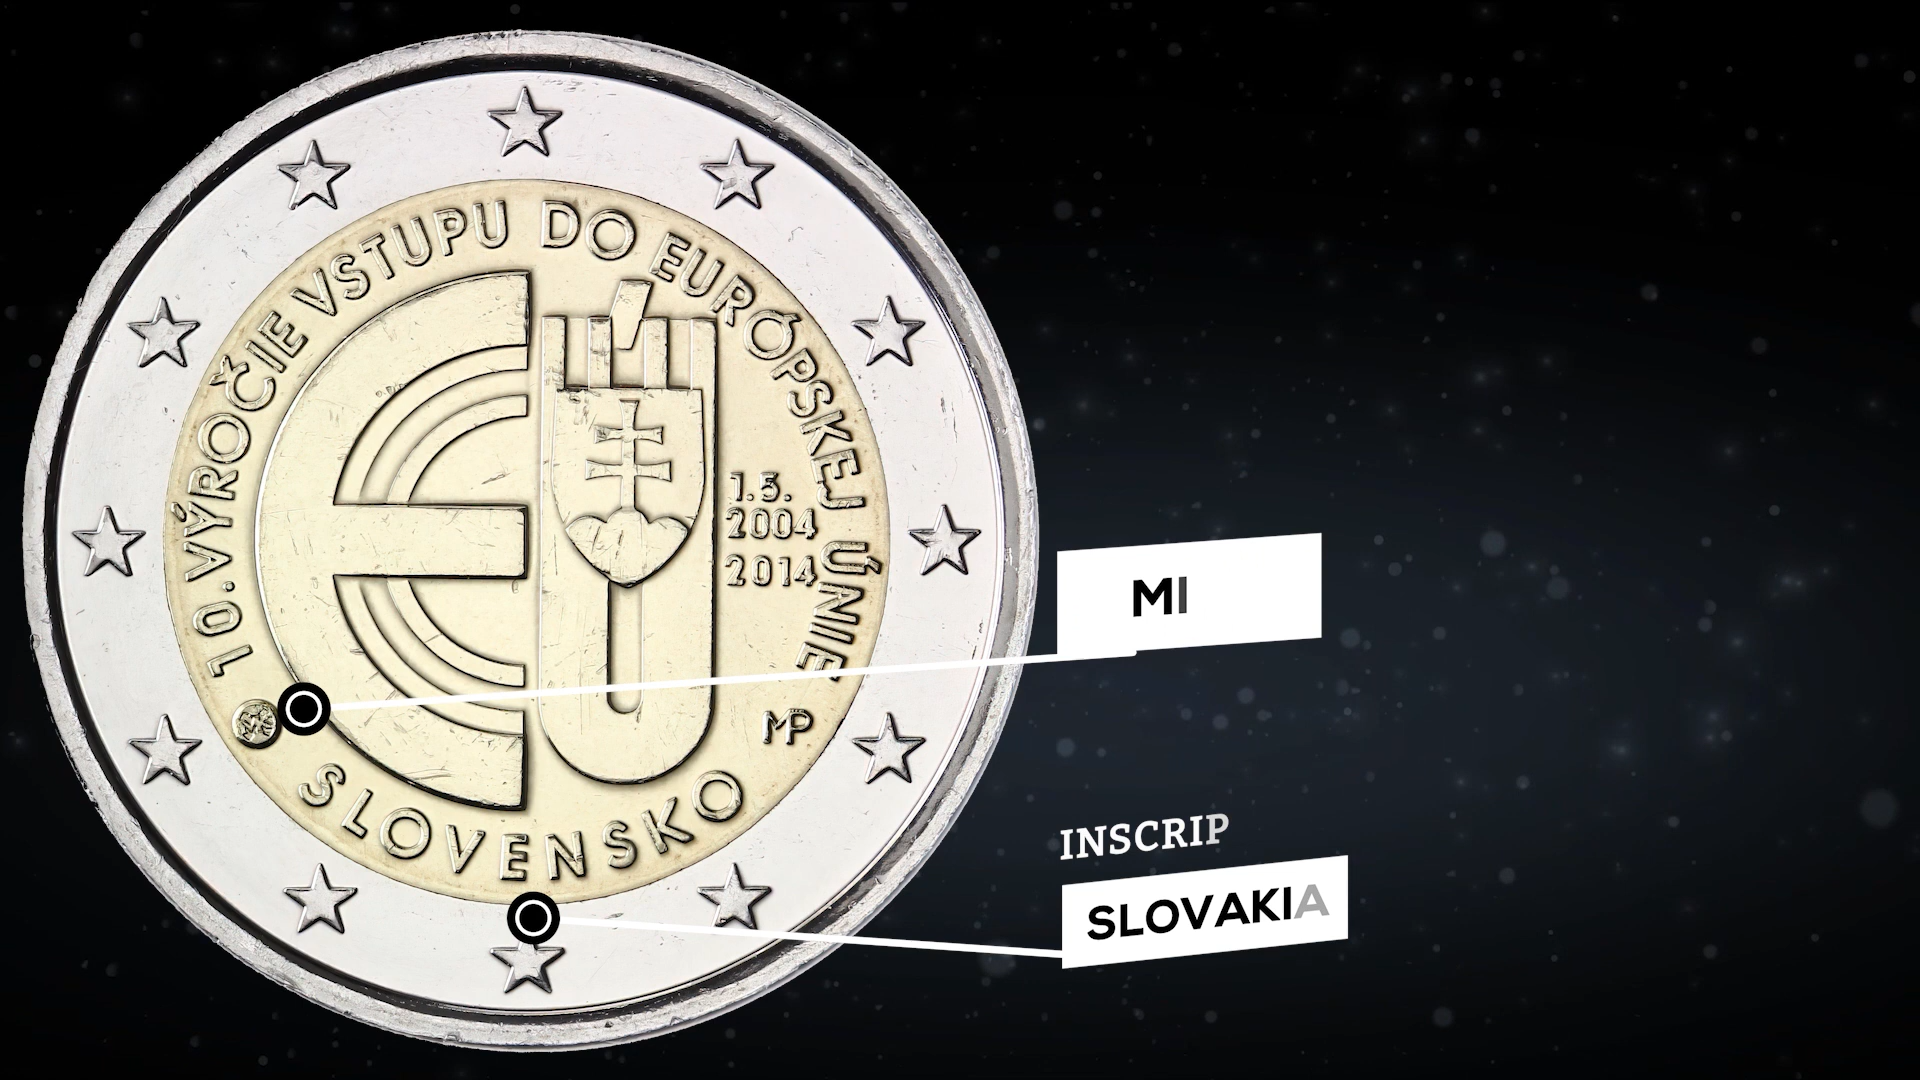 10. VÝROČIE VSTUPU DO EURÓPSKEJ ÚNIE
1.5.
2004
2014
MP
SLOVENSKO
MI
INSCRIP
SLOVAKIA